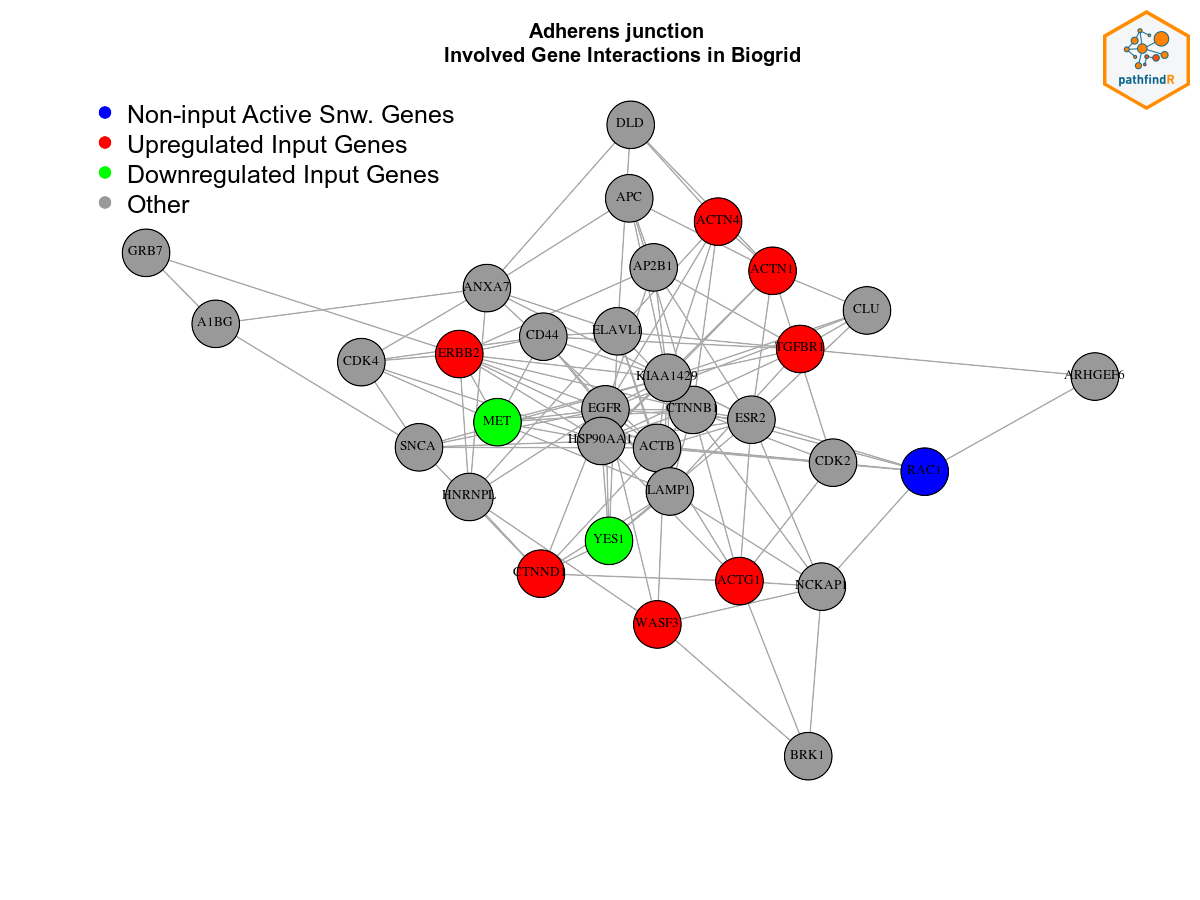 Adherens junction
Involved Gene Interactions in Biogrid
pathfindR
Non-input Active Snw. Genes
Upregulated Input Genes
Downregulated Input Genes
Other
DLD
APC
ACTN4
GRB7
AP2B1
ACTN1
ANXA7
CLU
A1BG
ELAVL1
CD44
TGFBR1
ERBB2
CDK4
KIAA1429
ARHGEF6
EGFR
CTNNB1
MET
ESR2
HSP90AA1
SNCA
ACTB
CDK2
RAC1
LAMP1
HNRNPL
YES1
CTNND1
ACTG1
NCKAP1
WASF3
BRK1